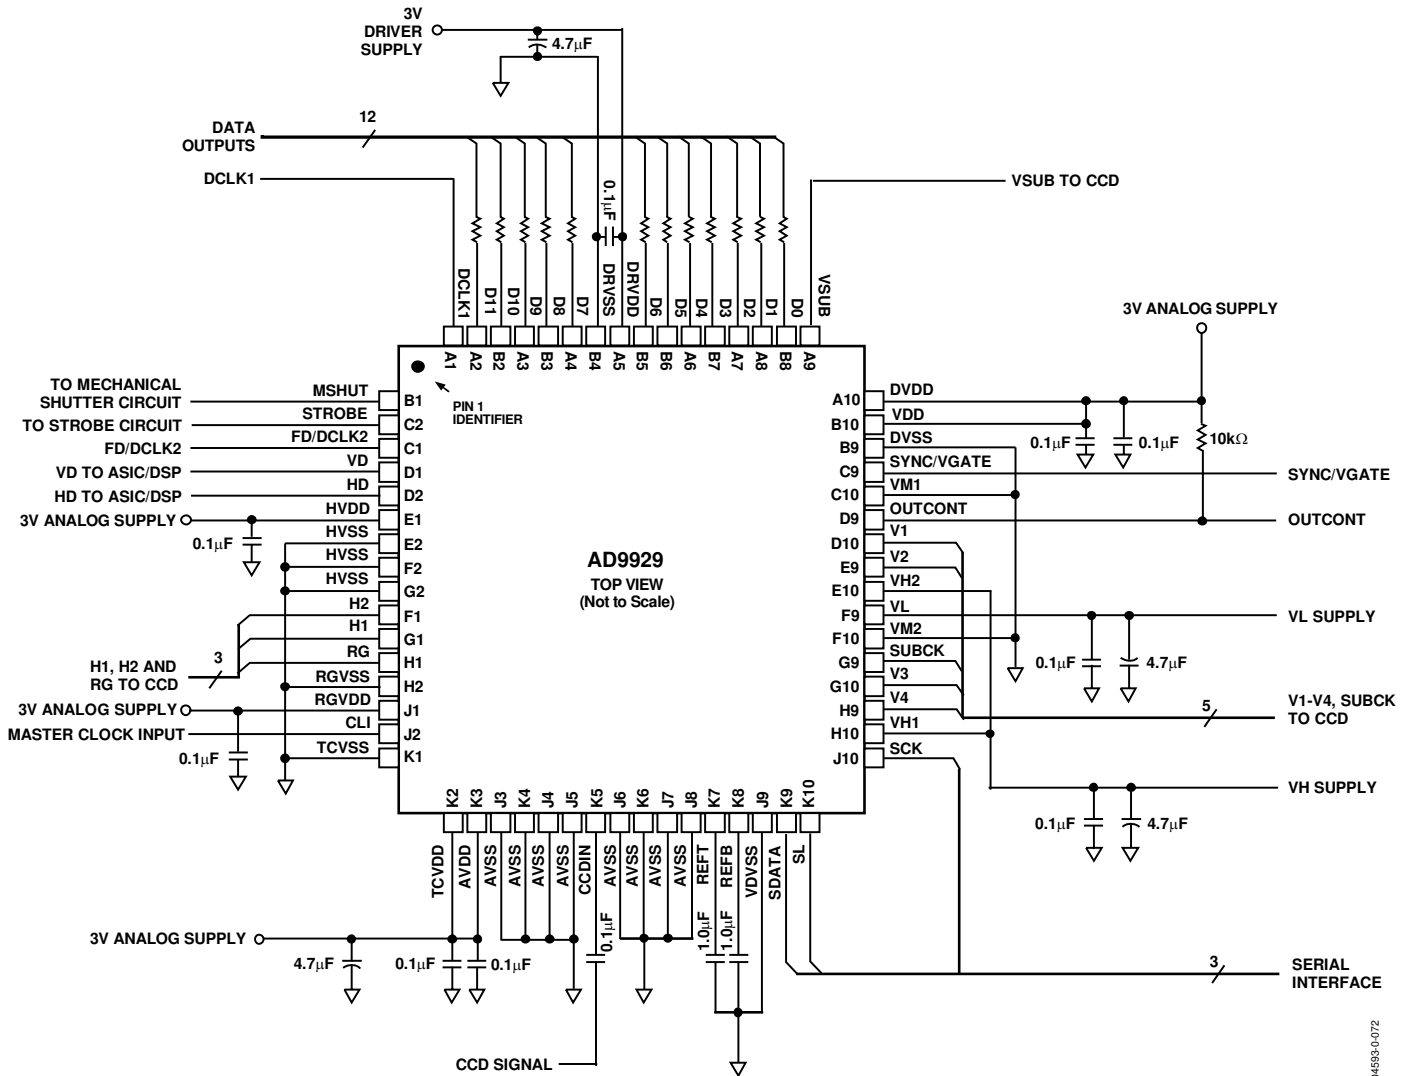 3V
DRIVER
SUPPLY
4.7µF
DATA
OUTPUTS
12
DCLK1
VSUB TO CCD
0.1µF
DCLK1
D11
D10
D9
D8
D7
DRVSS
DRVDD
D6
D5
D4
D3
D2
D1
D0
VSUB
A1
A2
B2
A3
B3
A4
B4
A5
B5
B6
A6
B7
A7
A8
B8
A9
3V ANALOG SUPPLY
PIN 1
IDENTIFIER
TO MECHANICAL
SHUTTER CIRCUIT
MSHUT
B1
TO STROBE CIRCUIT
STROBE
C2
FD/DCLK2
FD/DCLK2
C1
VD TO ASIC/DSP
VD
D1
HD TO ASIC/DSP
HD
D2
3V ANALOG SUPPLY
HVDD
E1
0.1µF
HVSS
E2
HVSS
F2
HVSS
G2
H2
F1
H1
G1
H1, H2 AND
RG TO CCD
3
RG
H1
RGVSS
H2
3V ANALOG SUPPLY
RGVDD
J1
MASTER CLOCK INPUT
CLI
J2
0.1µF
TCVSS
K1
AD9929
TOP VIEW
(Not to Scale)
A10
DVDD
B10
VDD
0.1µF
0.1µF
10kΩ
B9
DVSS
C9
SYNC/VGATE
SYNC/VGATE
C10
VM1
D9
OUTCONT
OUTCONT
D10
V1
E9
V2
E10
VH2
F9
VL
VL SUPPLY
F10
VM2
0.1µF
4.7µF
G9
SUBCK
G10
V3
H9
V4
5
V1-V4, SUBCK
TO CCD
H10
VH1
J10
SCK
VH SUPPLY
0.1µF
4.7µF
K2
K3
J3
K4
J4
J5
K5
J6
K6
J7
J8
K7
K8
J9
K9
K10
TCVDD
AVDD
AVSS
AVSS
AVSS
AVSS
CCDIN
AVSS
AVSS
AVSS
AVSS
REFT
REFB
VDVSS
SDATA
SL
3V ANALOG SUPPLY
4.7µF
0.1µF
0.1µF
0.1µF
1.0µF
1.0µF
3
SERIAL
INTERFACE
CCD SIGNAL